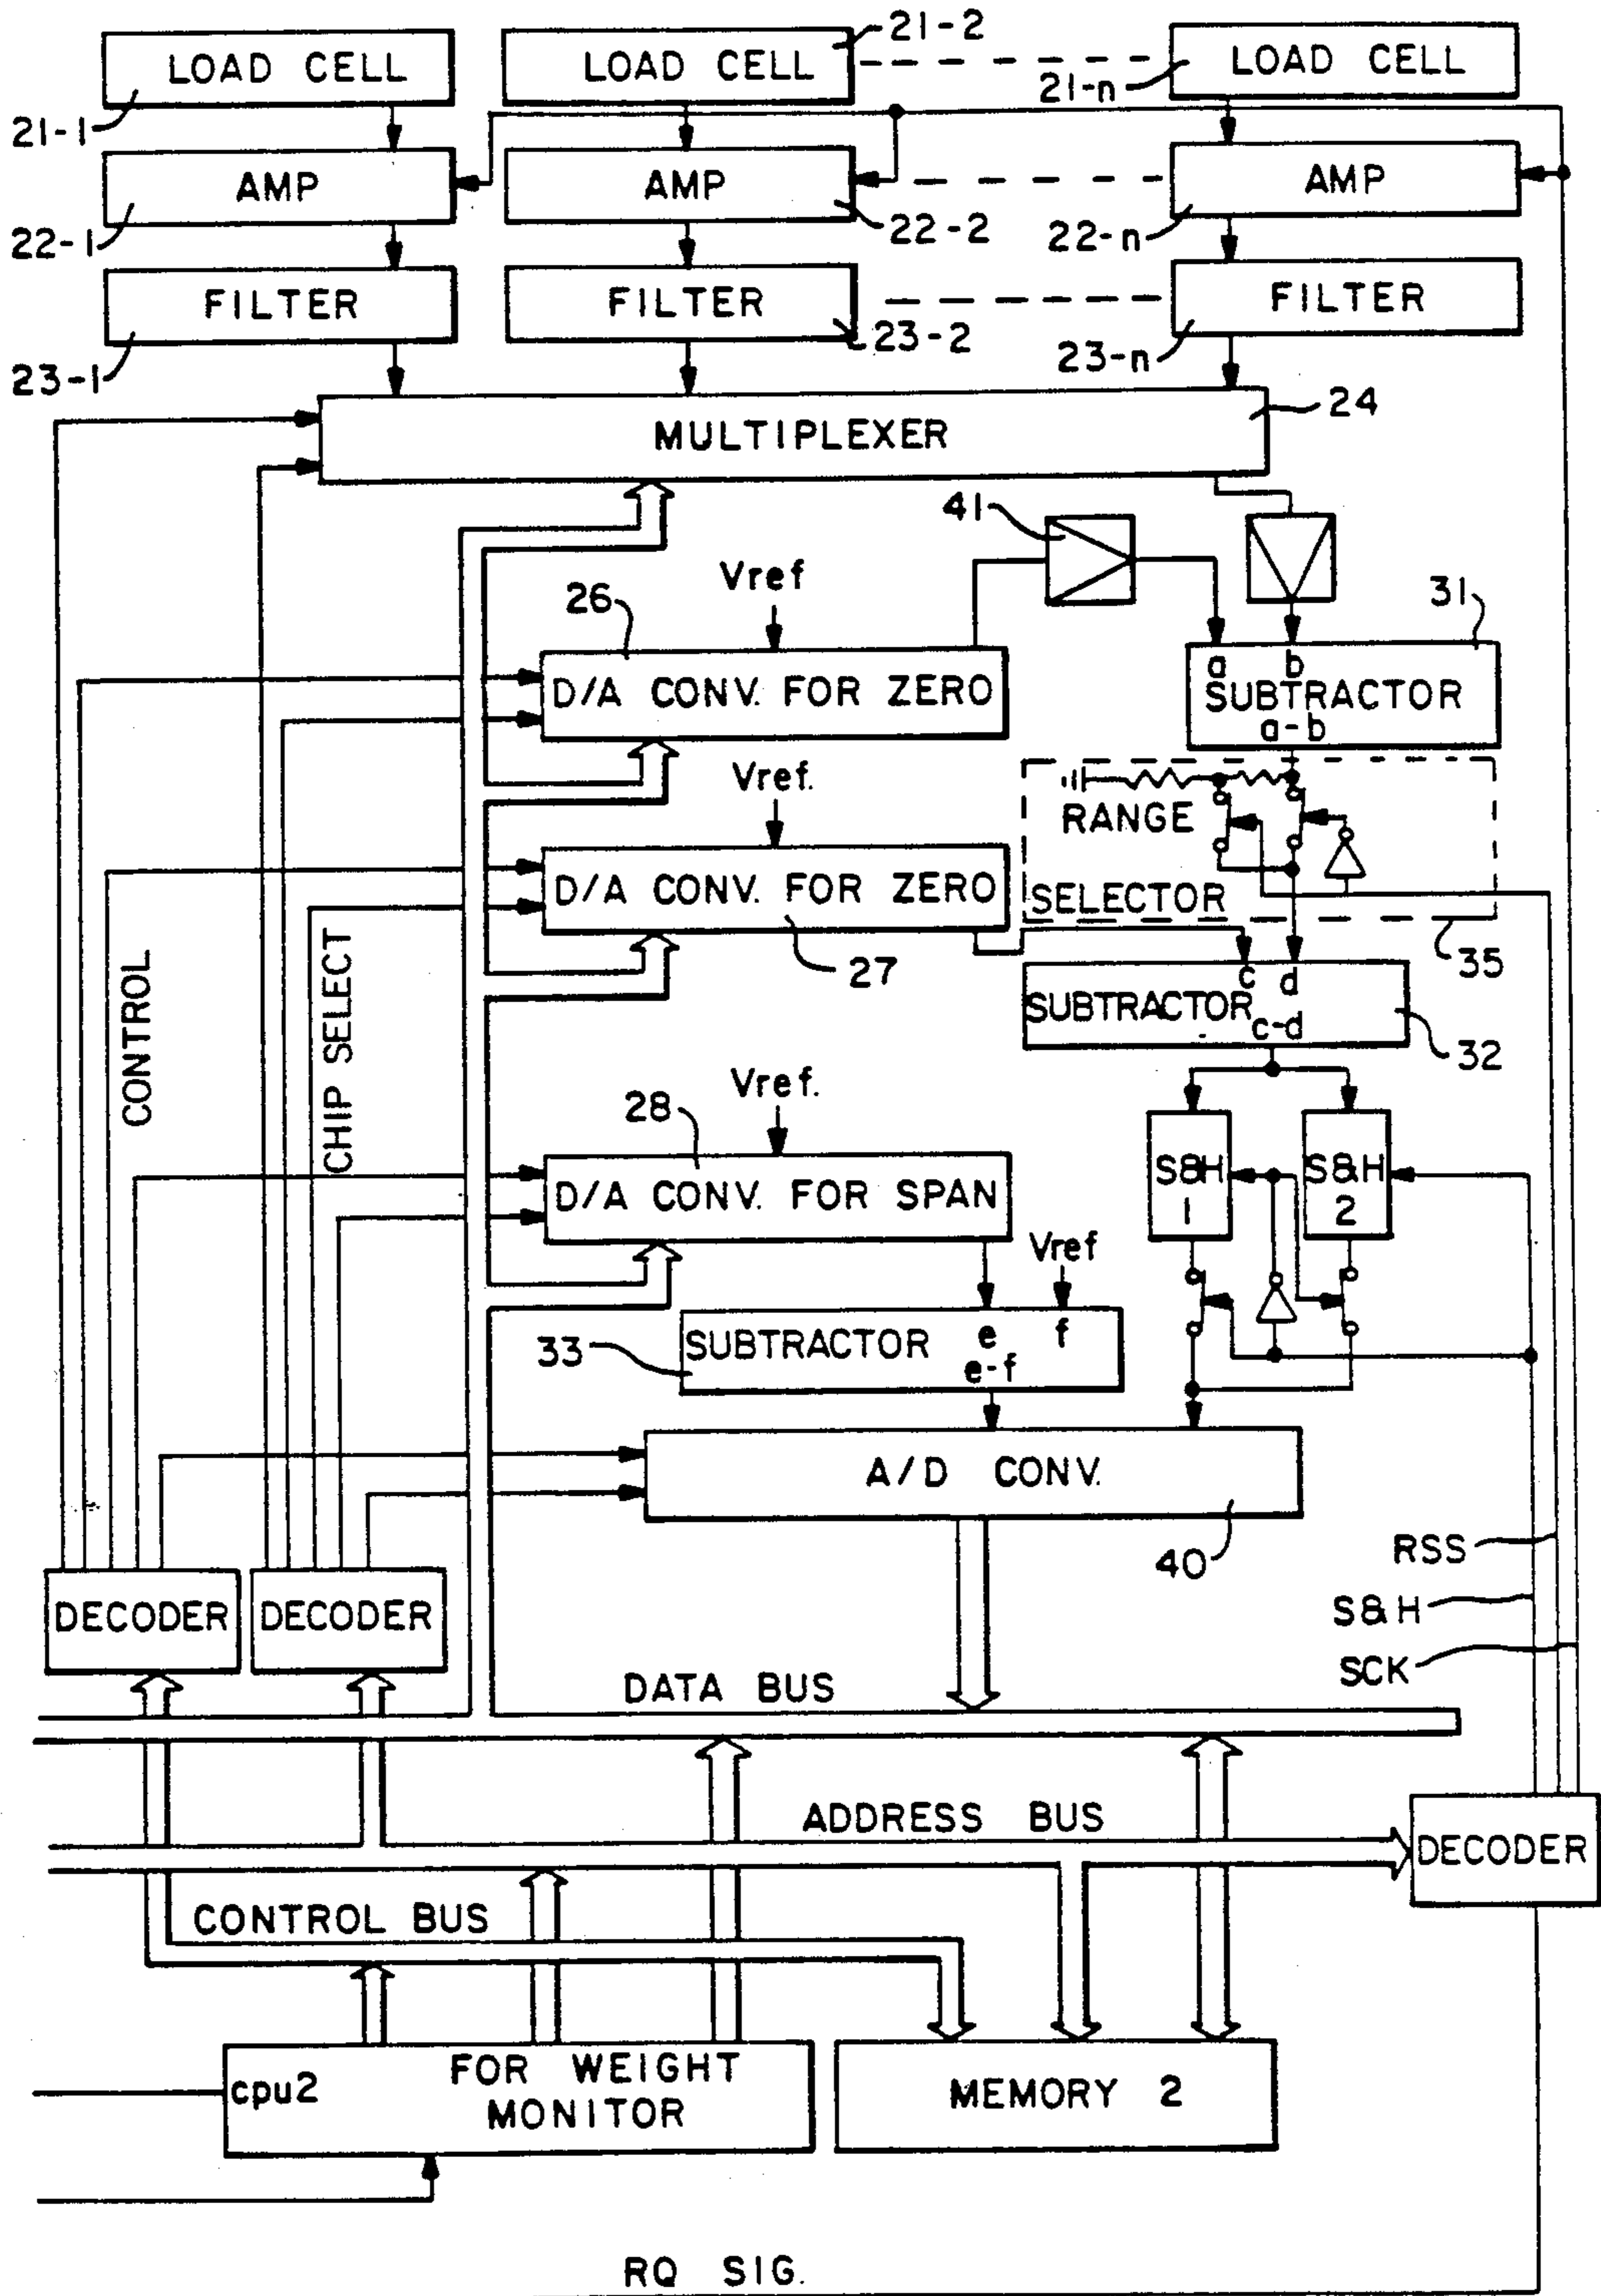 21-2
LOAD CELL
LOAD CELL
LOAD CELL
21-1
21-n
AMP
AMP
AMP
22-1
22-2
22-n
FILTER
FILTER
FILTER
23-1
23-2
23-n
24
MULTIPLEXER
41
Vref
26
31
D/A CONV. FOR ZERO
a b
SUBTRACTOR
a-b
Vref.
RANGE
SELECTOR
D/A CONV. FOR ZERO
27
35
CONTROL
CHIP SELECT
c d
SUBTRACTOR
c-d
32
Vref.
28
D/A CONV. FOR SPAN
S&H
1
S&H
2
Vref
SUBTRACTOR e f
e-f
33
A/D CONV.
40
RSS
S&H
SCK
DECODER
DECODER
DATA BUS
ADDRESS BUS
DECODER
CONTROL BUS
cpu2
FOR WEIGHT
MONITOR
MEMORY 2
RQ SIG.